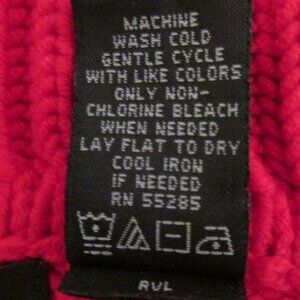 MACHINE
WASH COLD
GENTLE CYCLE
WITH LIKE COLORS
ONLY NON-
CHLORINE BLEACH
WHEN NEEDED
LAY FLAT TO DRY
COOL IRON
IF NEEDED
RN 55285
RUL